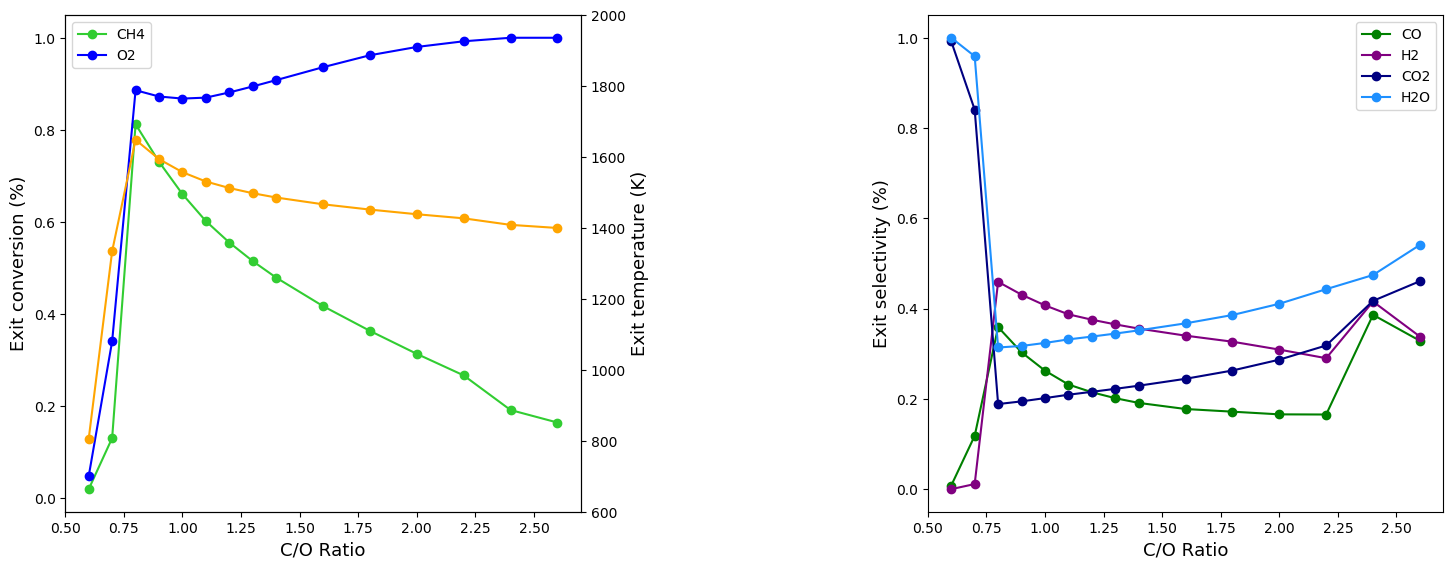 CH4
O2
Exit conversion (%)
1.0
0.8
0.6
0.4
0.2
0.0
0.50 0.75 1.00 1.25 1.50 1.75 2.00 2.25 2.50
C/O Ratio
2000
1800
1600
1400
1200
1000
800
600
Exit temperature (K)
CO
H2
CO2
H2O
Exit selectivity (%)
1.0
0.8
0.6
0.4
0.2
0.0
0.50 0.75 1.00 1.25 1.50 1.75 2.00 2.25 2.50
C/O Ratio